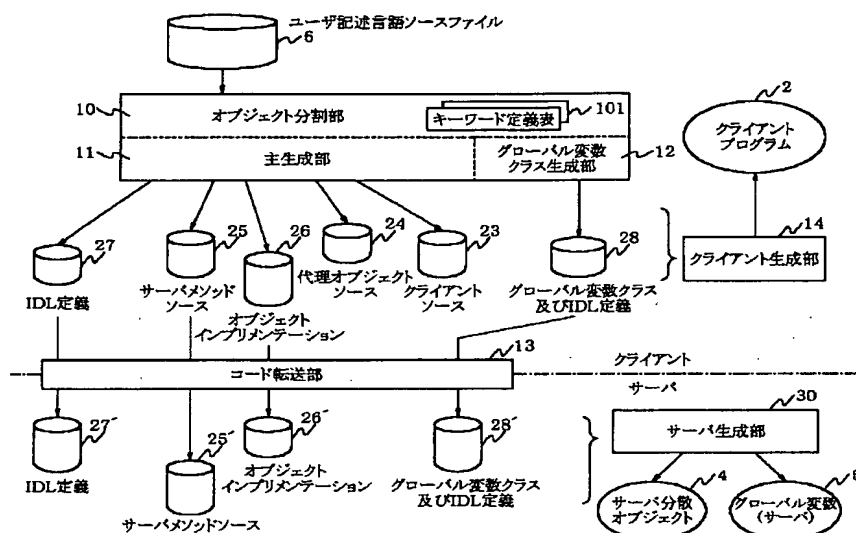 ユーザ記述言語ソースファイル
6
10
オブジェクト分割部
101
キーワード定義表
11
主生成部
グローバル変数
クラス生成部
12
2
クライアント
プログラム
14
クライアント生成部
27
IDL定義
25
サーバメソッド
ソース
26
オブジェクト
インプリメンテーション
24
代理オブジェクト
ソース
23
クライアント
ソース
28
グローバル変数クラス
及びIDL定義
13
コード転送部
クライアント
サーバ
27´
IDL定義
25´
サーバメソッドソース
26´
オブジェクト
インプリメンテーション
28´
グローバル変数クラス
及びIDL定義
30
サーバ生成部
4
サーバ分散
オブジェクト
グローバル変数
(サーバ)